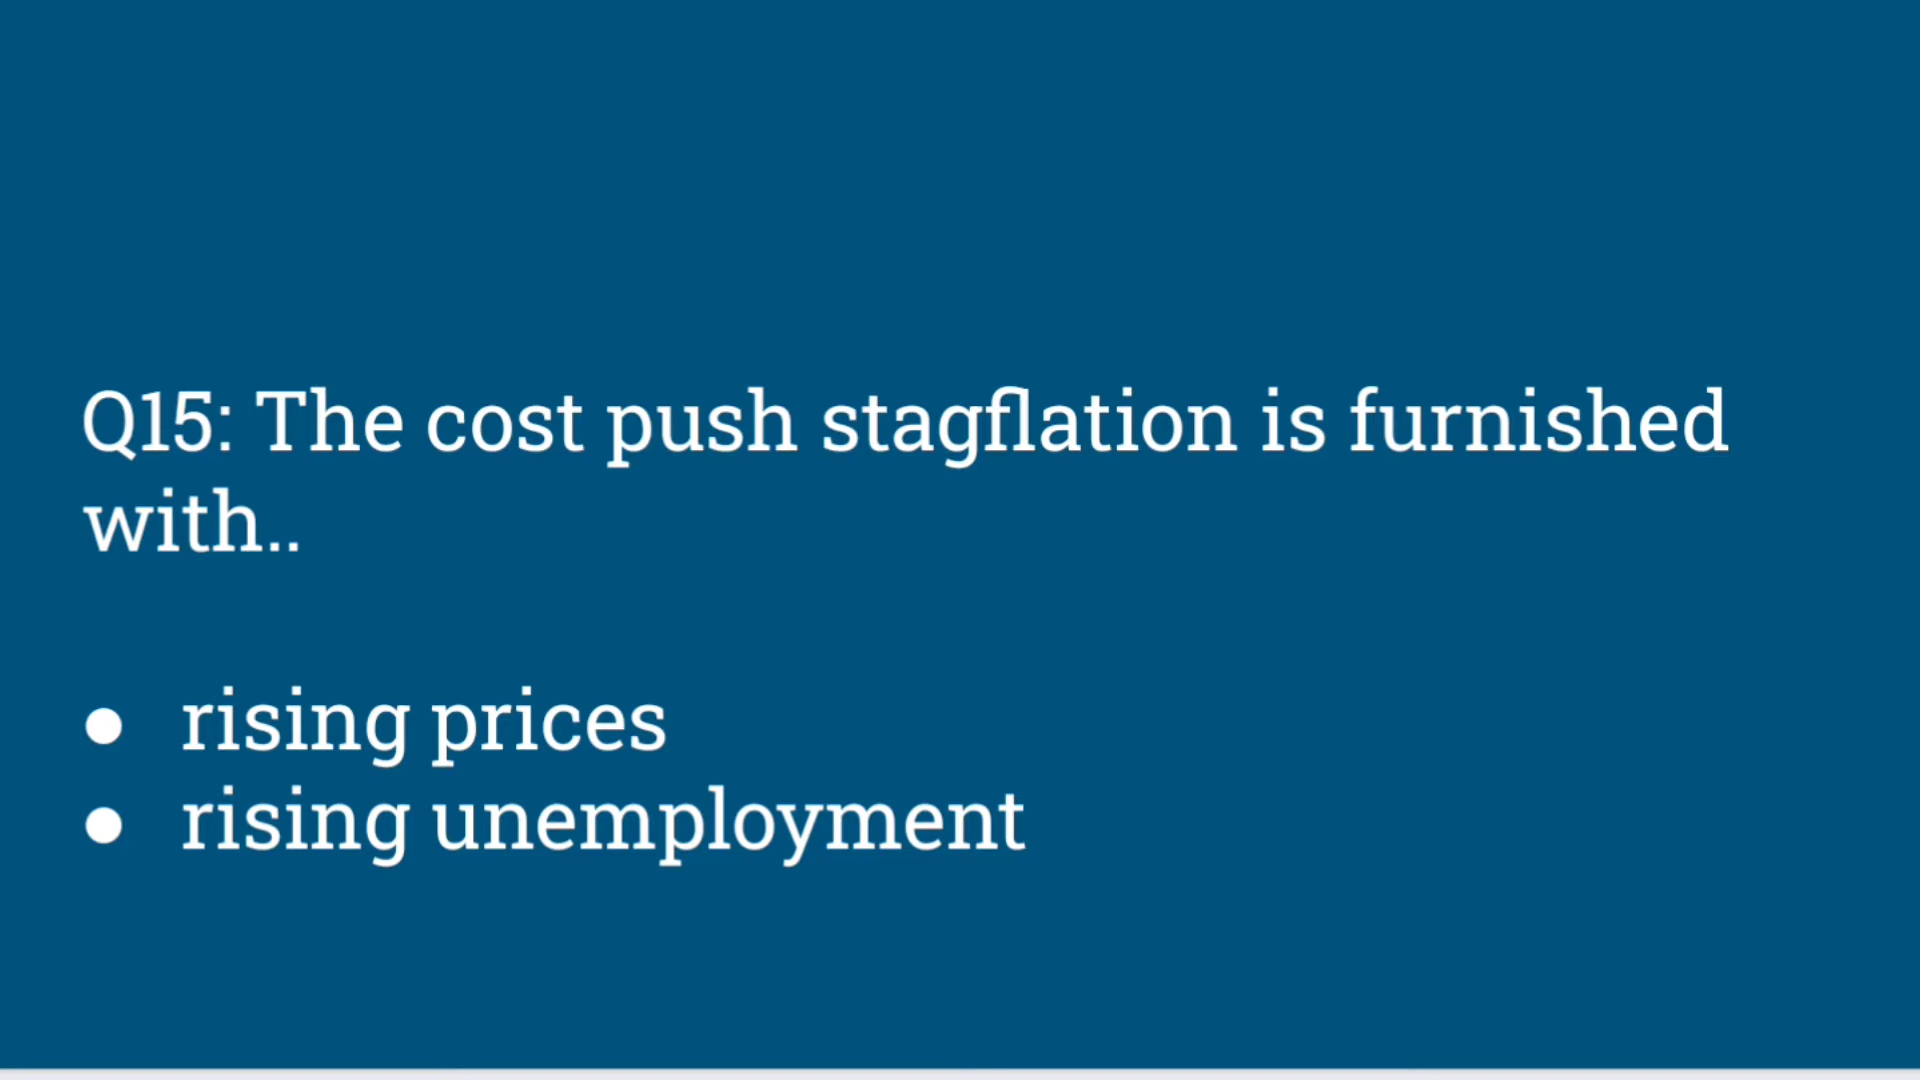 Q15: The cost push stagflation is furnished
with..
● rising prices
● rising unemployment